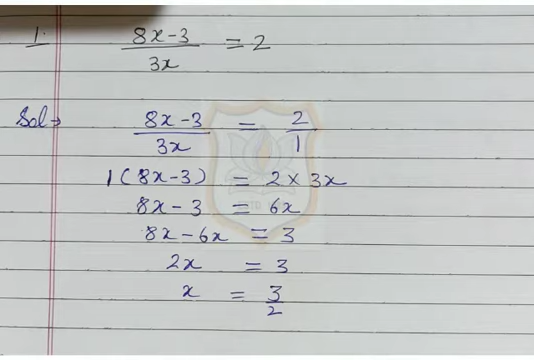 1. (8x-3)/(3x) = 2
Sol→ (8x-3)/(3x) = 2/1
1(8x-3) = 2×3x
8x-3 = 6x
8x-6x = 3
2x = 3
x = 3/2